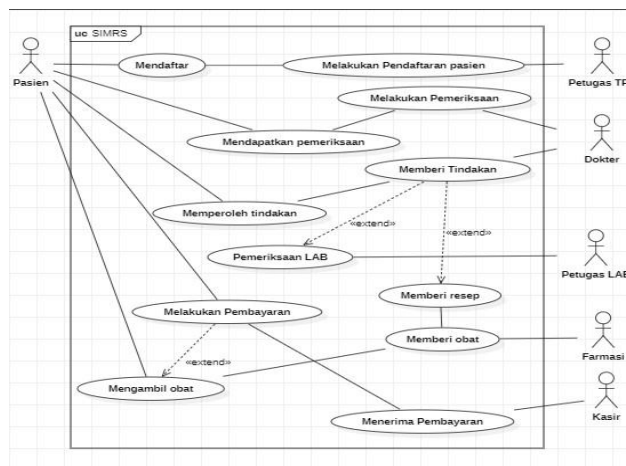 uc SIMRS
Pasien
Mendaftar
Melakukan Pendaftaran pasien
Petugas TP
Melakukan Pemeriksaan
Mendapatkan pemeriksaan
Dokter
Memberi Tindakan
Memperoleh tindakan
«extend»
«extend»
Pemeriksaan LAB
Petugas LAB
Memberi resep
Melakukan Pembayaran
Memberi obat
Farmasi
«extend»
Mengambil obat
Kasir
Menerima Pembayaran